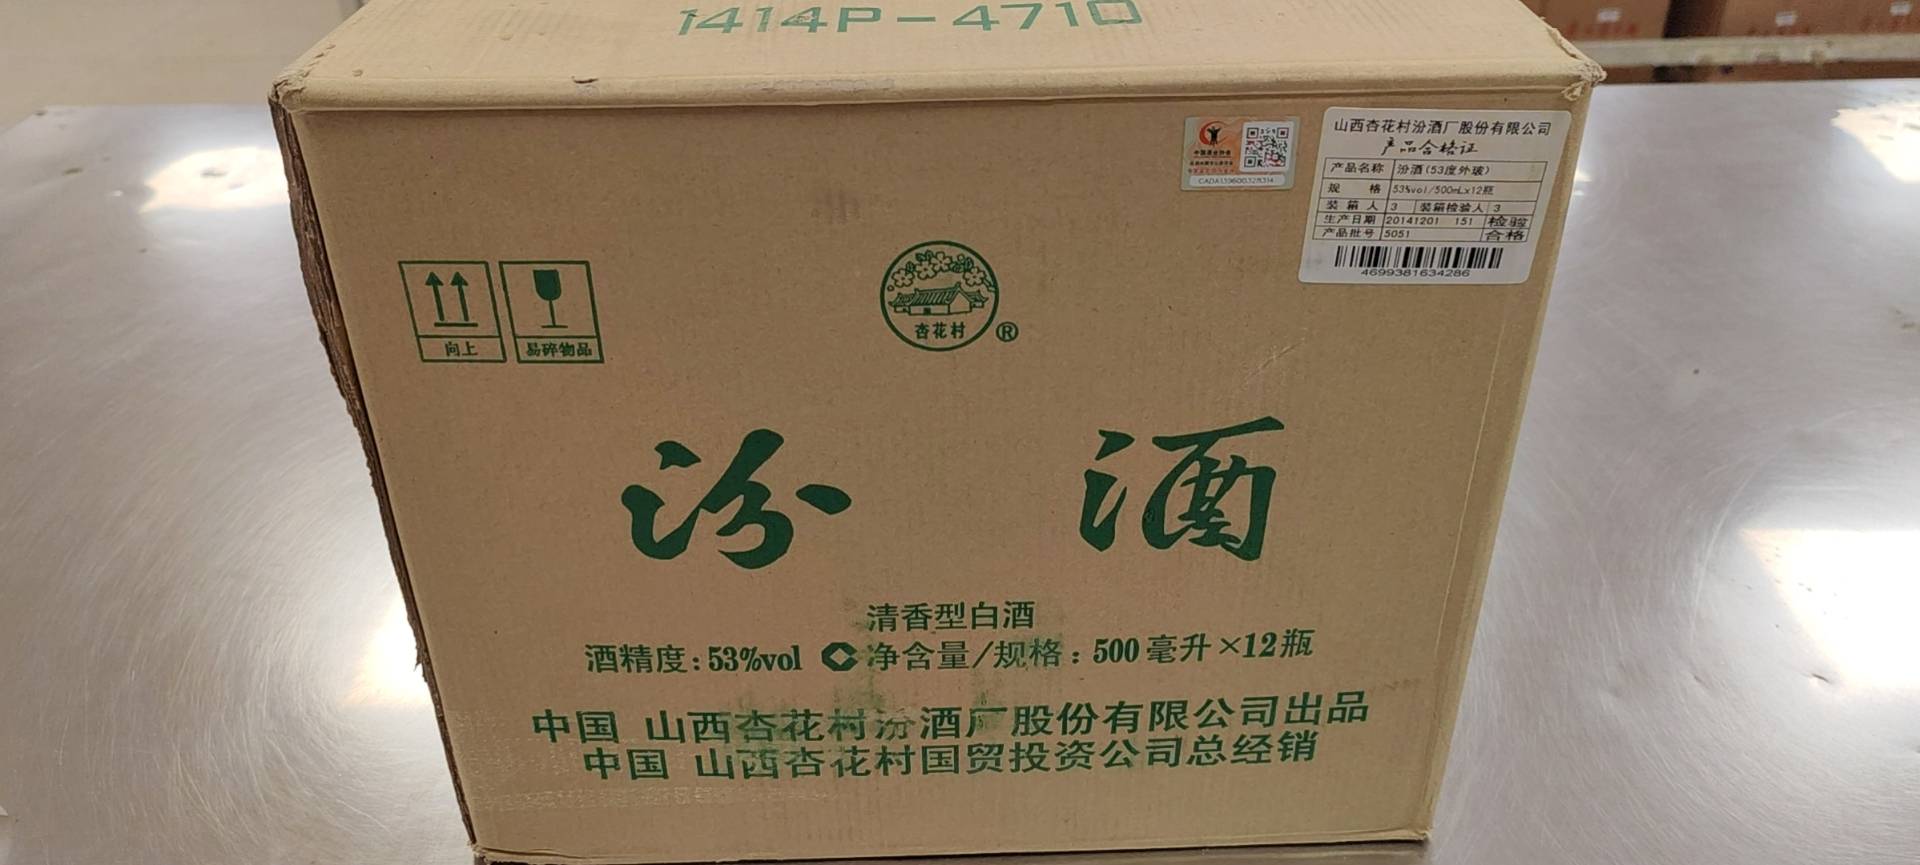 1414P-4710
山西杏花村汾酒厂股份有限公司
产品合格证
产品名称 汾酒(53度外玻)
规 格 53%vol/500mL×12瓶
装箱人 3 装箱检验人 3
生产日期 20141201 151 检验
产品批号 5051 合格
4699381634286
中国酒业协会
CADA
向上
易碎物品
杏花村
®
汾酒
清香型白酒
酒精度:53%vol 净含量/规格:500毫升×12瓶
中国 山西杏花村汾酒厂股份有限公司出品
中国 山西杏花村国贸投资公司总经销